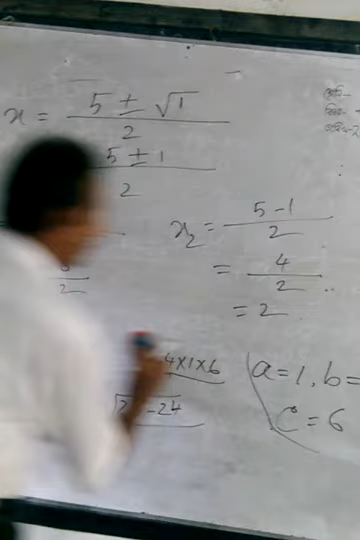 x = 5 ± √1 / 2
5 ± 1 / 2
x₂ = 5 - 1 / 2
= 4 / 2
= 2
2
4×1×6
- 24
a = 1, b =
c = 6